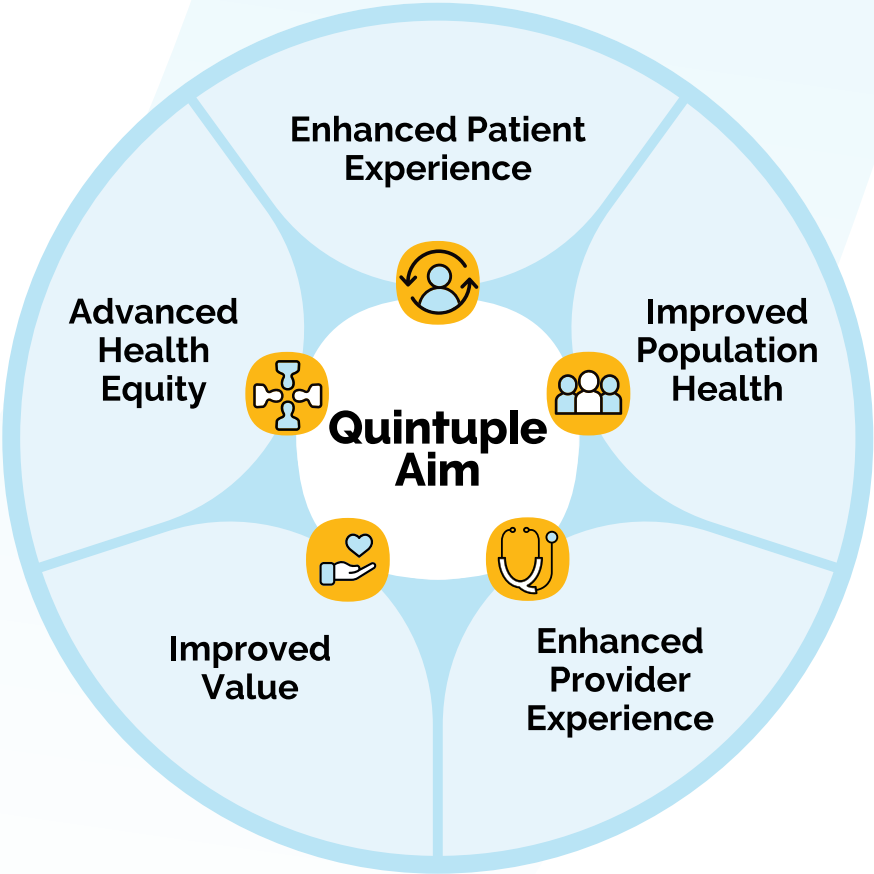 Enhanced Patient
Experience
Improved
Population
Health
Enhanced
Provider
Experience
Improved
Value
Advanced
Health
Equity
Quintuple
Aim